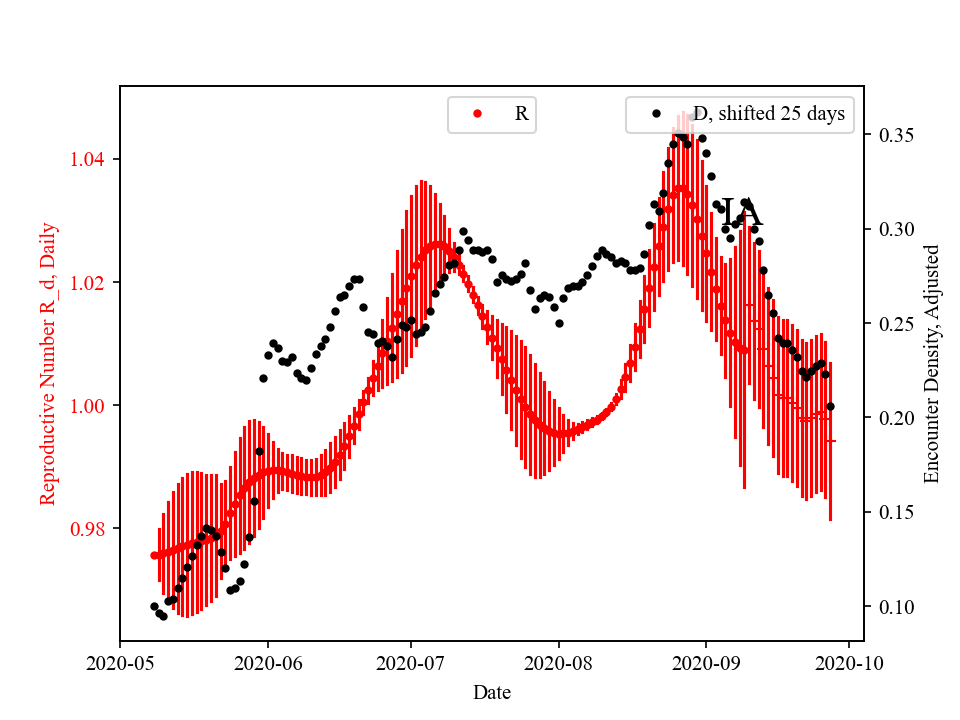 R
D, shifted 25 days
IA
Reproductive Number R_d, Daily
1.04
1.02
1.00
0.98
0.35
0.30
0.25
0.20
0.15
0.10
Encounter Density, Adjusted
2020-05
2020-06
2020-07
2020-08
2020-09
2020-10
Date